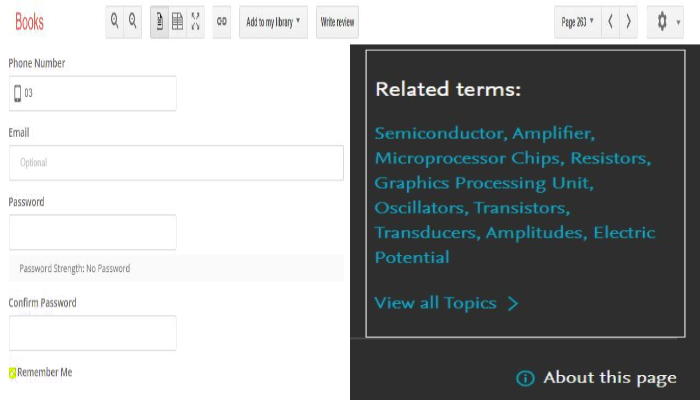 Books
Add to my library
Write review
Page 263
Phone Number
03
Email
Optional
Password
Password Strength: No Password
Confirm Password
Remember Me
Related terms:
Semiconductor, Amplifier,
Microprocessor Chips, Resistors,
Graphics Processing Unit,
Oscillators, Transistors,
Transducers, Amplitudes, Electric
Potential
View all Topics
About this page